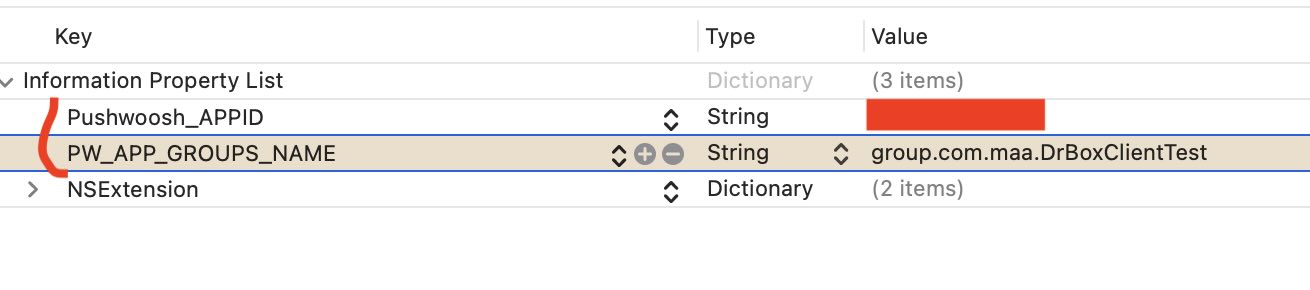 Key Type Value
Information Property List Dictionary (3 items)
Pushwoosh_APPID String
PW_APP_GROUPS_NAME String group.com.maa.DrBoxClientTest
NSExtension Dictionary (2 items)